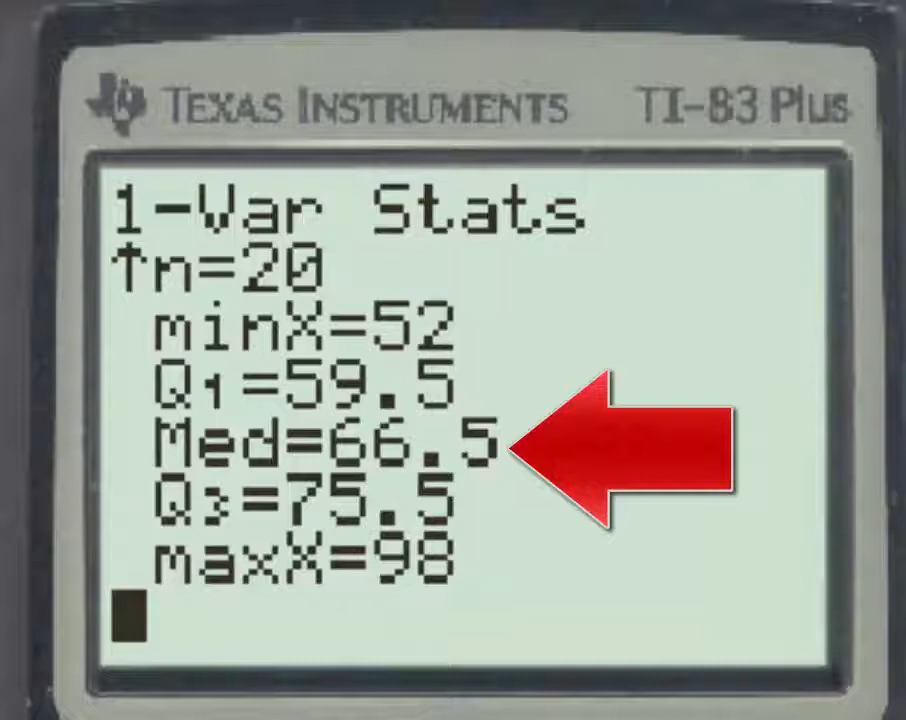 TEXAS INSTRUMENTS TI-83 Plus
1-Var Stats
↑n=20
minX=52
Q₁=59.5
Med=66.5
Q₃=75.5
maxX=98